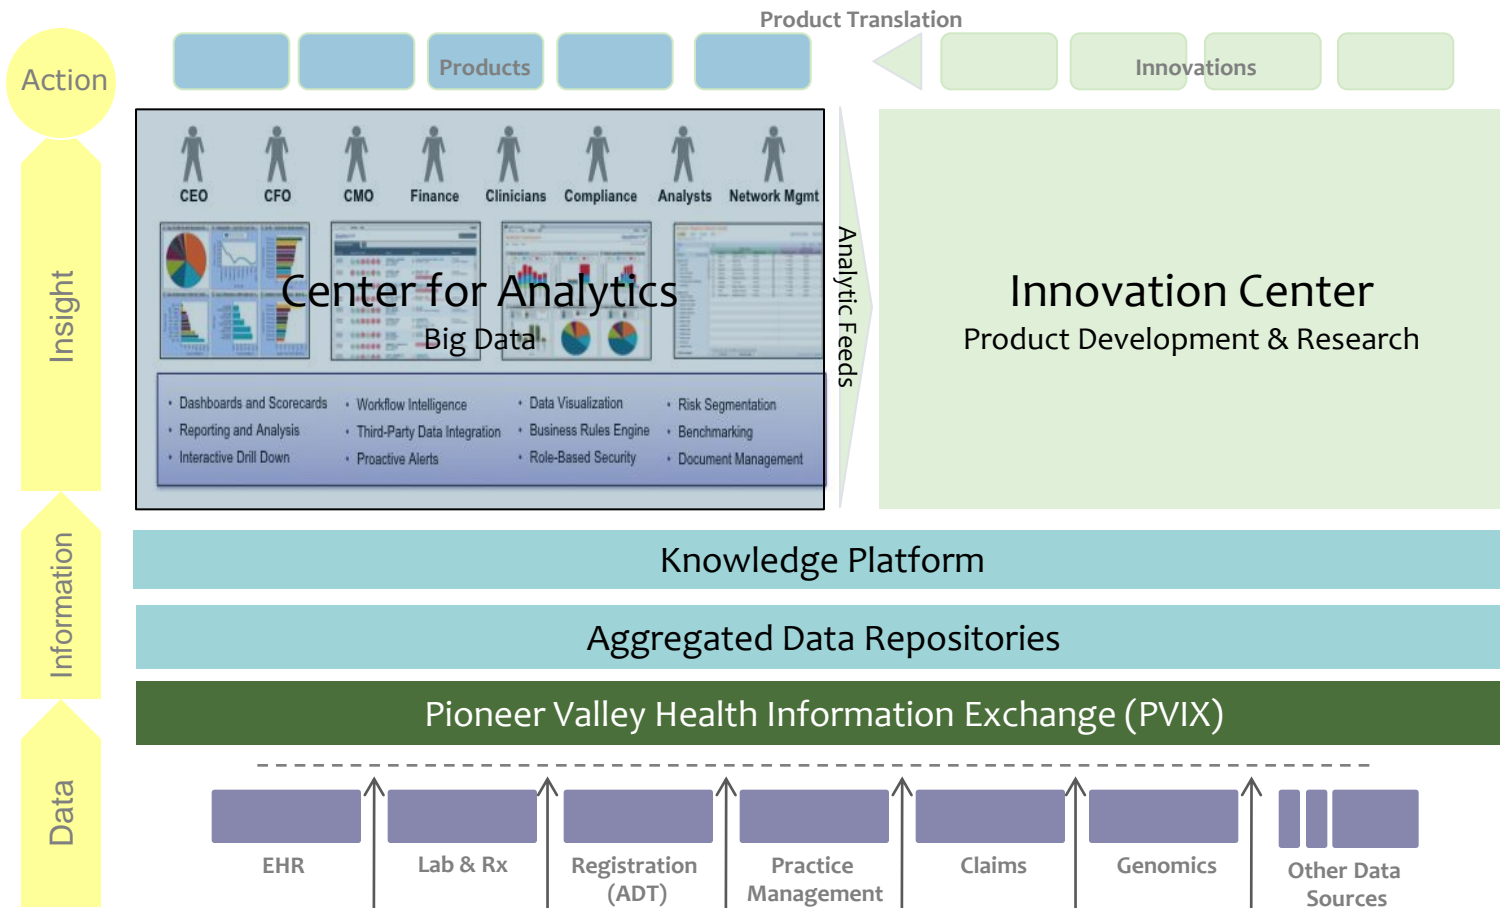 Product Translation
Action
Products
Innovations
CEO
CFO
CMO
Finance
Clinicians
Compliance
Analysts
Network Mgmt
Insight
Center for Analytics
Big Data
Analytic Feeds
Innovation Center
Product Development & Research
• Dashboards and Scorecards
• Reporting and Analysis
• Interactive Drill Down
• Workflow Intelligence
• Third-Party Data Integration
• Proactive Alerts
• Data Visualization
• Business Rules Engine
• Role-Based Security
• Risk Segmentation
• Benchmarking
• Document Management
Information
Knowledge Platform
Aggregated Data Repositories
Pioneer Valley Health Information Exchange (PVIX)
Data
EHR
Lab & Rx
Registration
(ADT)
Practice
Management
Claims
Genomics
Other Data
Sources